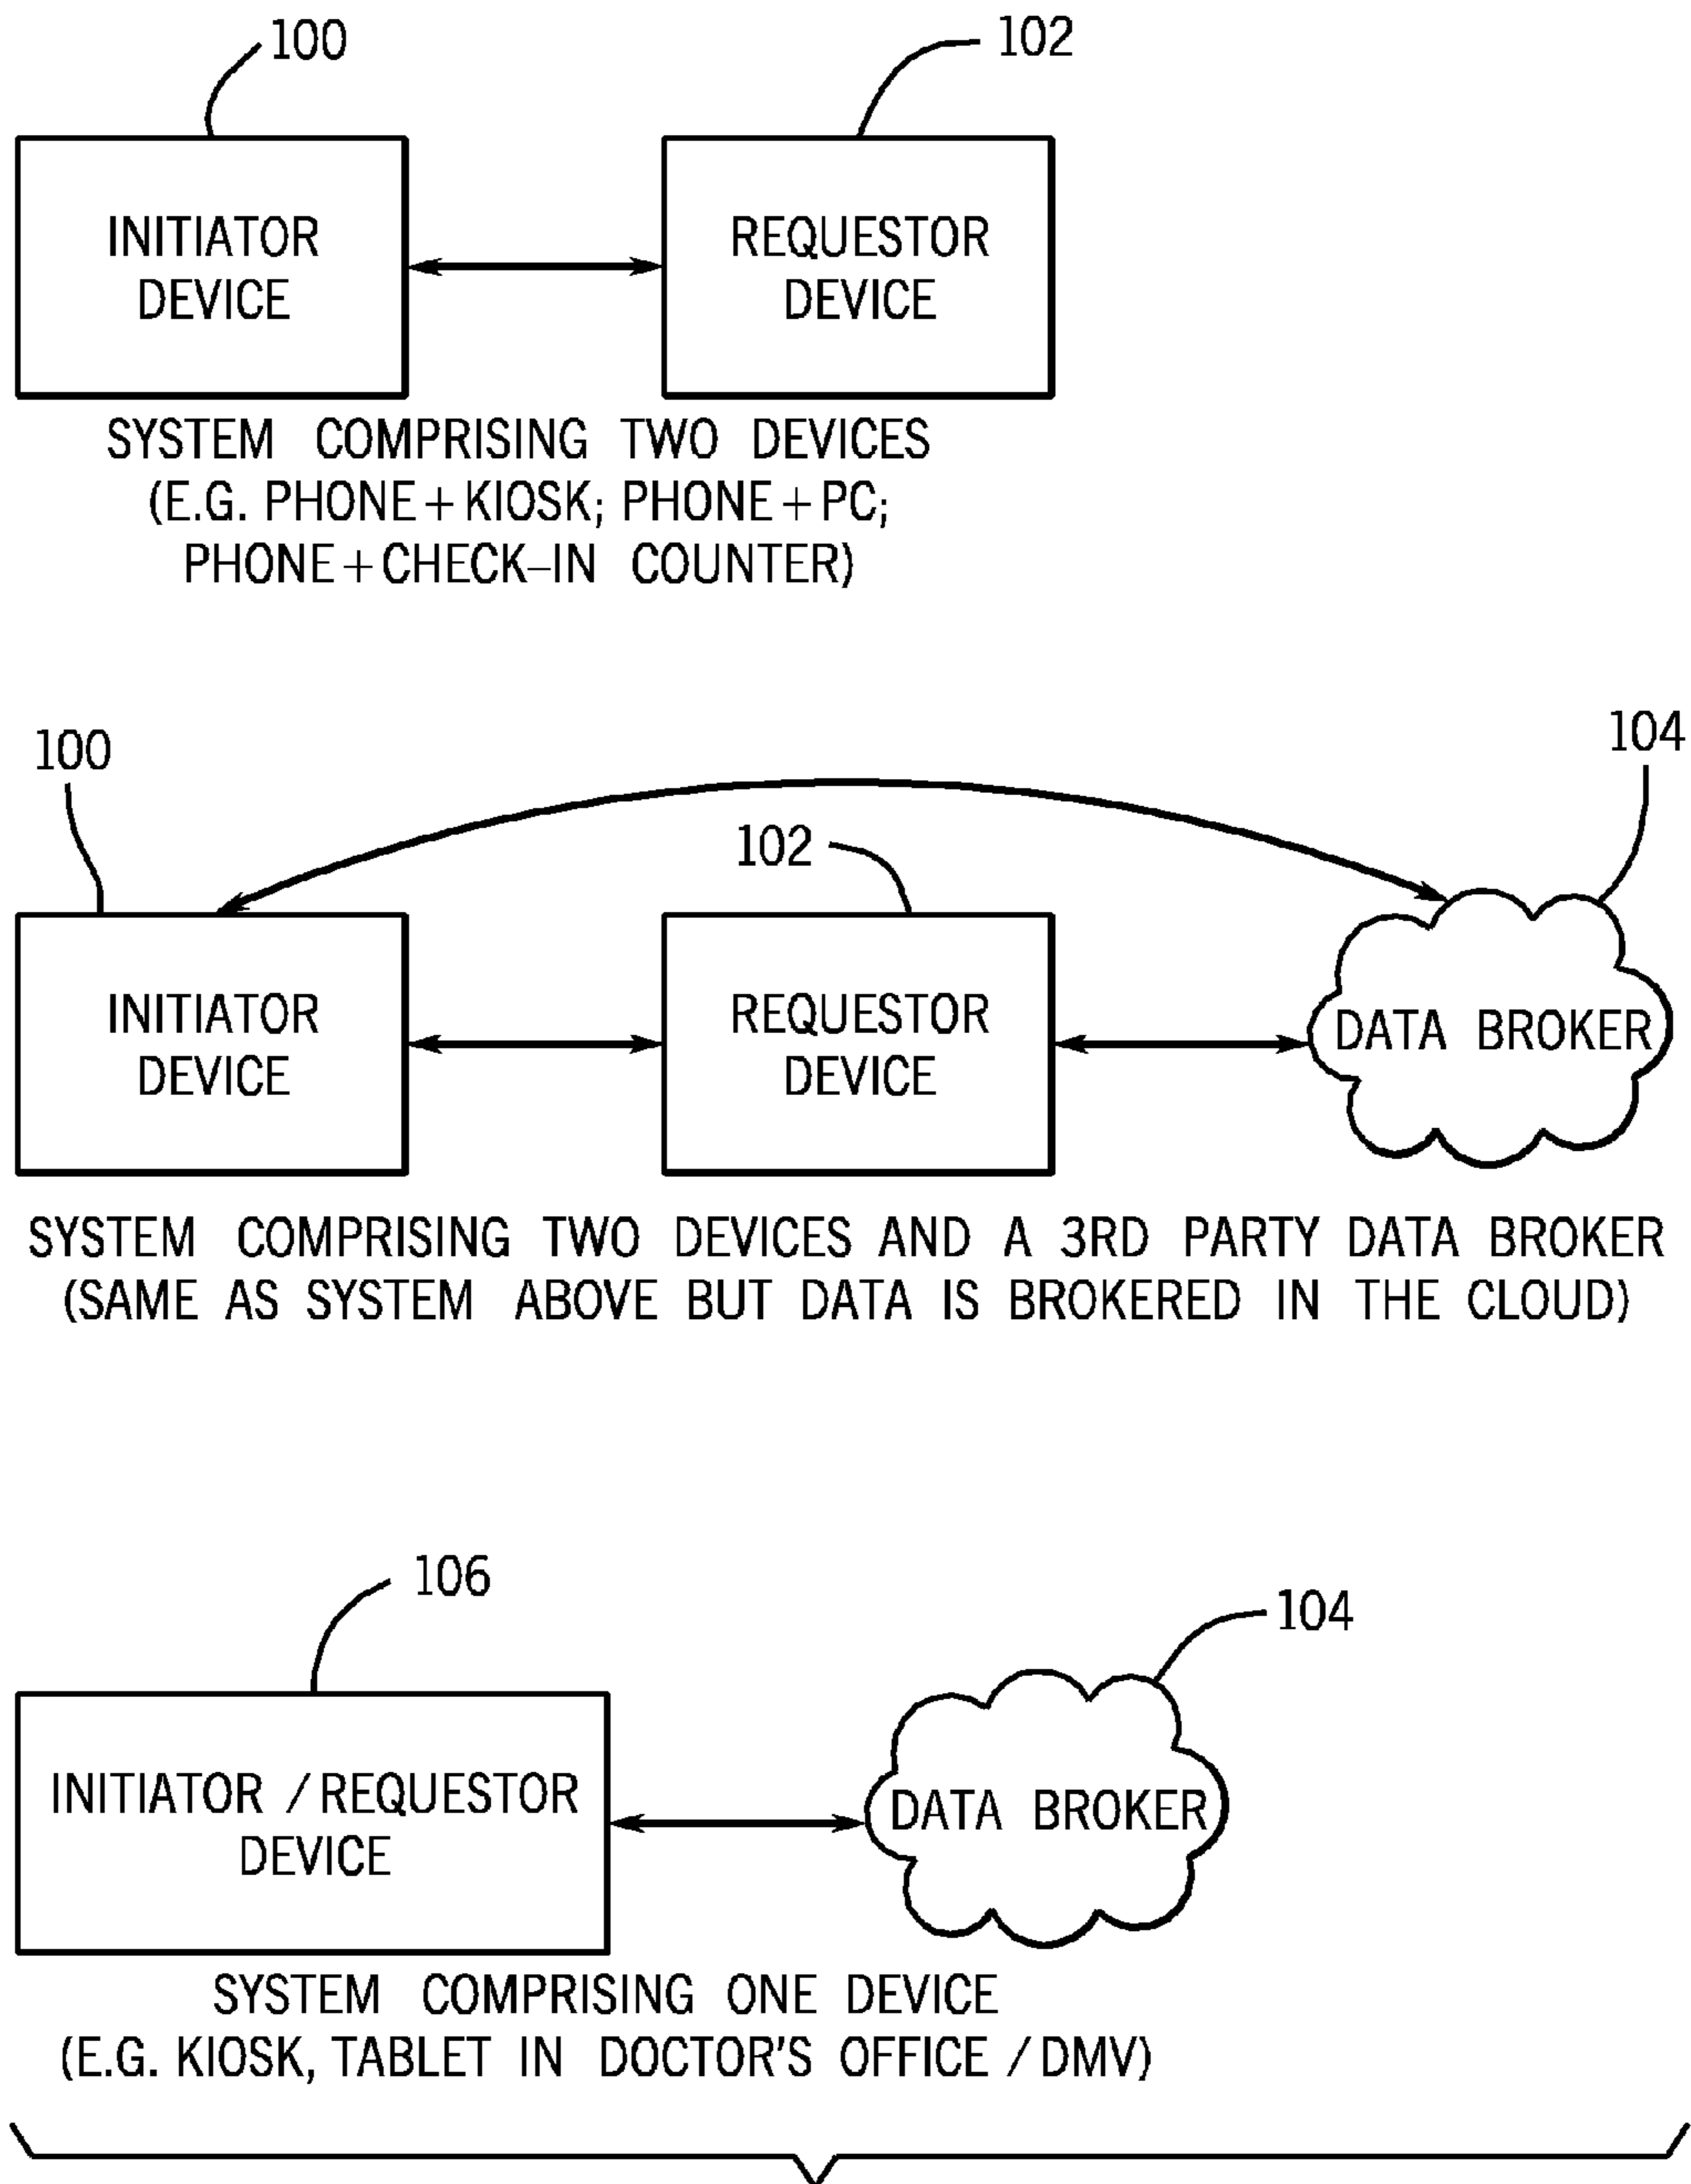 100
102
INITIATOR
DEVICE
REQUESTOR
DEVICE
SYSTEM COMPRISING TWO DEVICES
(E.G. PHONE+KIOSK; PHONE+PC;
PHONE+CHECK–IN COUNTER)
100
104
102
INITIATOR
DEVICE
REQUESTOR
DEVICE
DATA BROKER
SYSTEM COMPRISING TWO DEVICES AND A 3RD PARTY DATA BROKER
(SAME AS SYSTEM ABOVE BUT DATA IS BROKERED IN THE CLOUD)
106
104
INITIATOR / REQUESTOR
DEVICE
DATA BROKER
SYSTEM COMPRISING ONE DEVICE
(E.G. KIOSK, TABLET IN DOCTOR'S OFFICE / DMV)